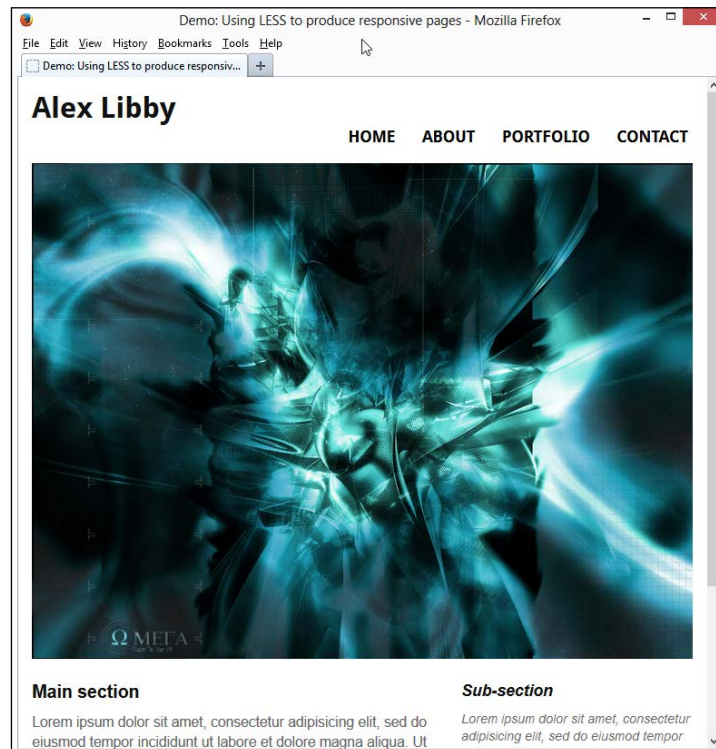 Demo: Using LESS to produce responsive pages - Mozilla Firefox
File Edit View History Bookmarks Tools Help
Demo: Using LESS to produce responsiv...
Alex Libby
HOME ABOUT PORTFOLIO CONTACT
Ω ΜΕΓΑ
Main section
Lorem ipsum dolor sit amet, consectetur adipisicing elit, sed do
eiusmod tempor incididunt ut labore et dolore magna aliqua. Ut
Sub-section
Lorem ipsum dolor sit amet, consectetur
adipisicing elit, sed do eiusmod tempor